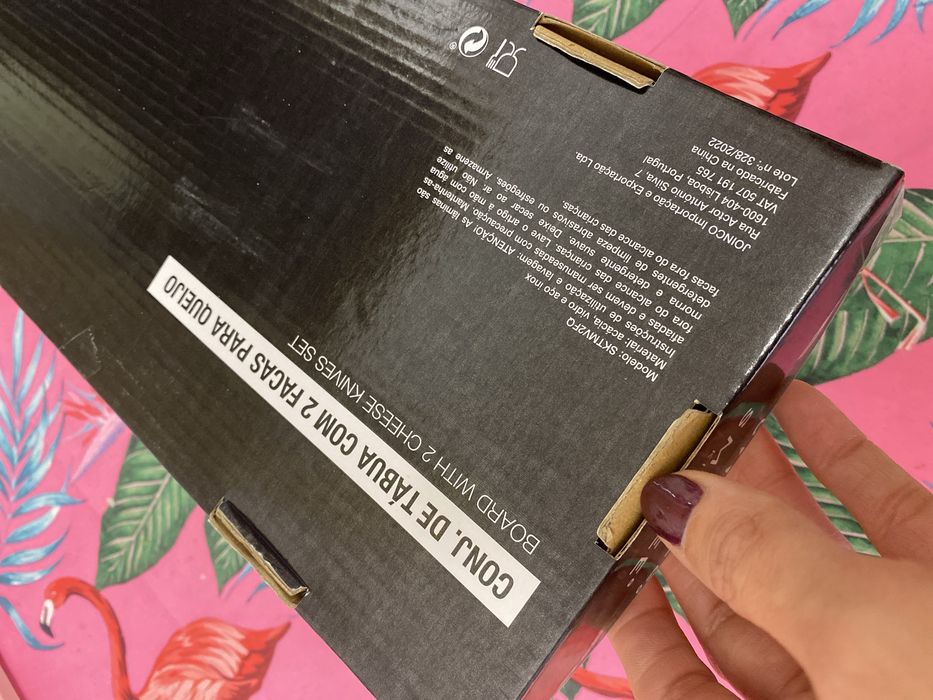 CONJ. DE TÁBUA COM 2 FACAS PARA QUEIJO
BOARD WITH 2 CHEESE KNIVES SET
Modelo: SKTMV2FQ
Material: acácia, vidro e aço inox
Instruções de utilização e lavagem: ATENÇÃO! As lâminas são
afiadas e devem ser manuseadas com precaução. Mantenha-as
fora do alcance das crianças. Lave o artigo à mão com água
morna e detergente suave. Deixe secar ao ar. Não utilize
detergentes de limpeza abrasivos ou esfregões. Armazene as
facas fora do alcance das crianças.
JOINCO Importação e Exportação Lda.
Rua Actor Antonio Silva, 7
1600-404 Lisboa, Portugal
VAT 507 191 765
Fabricado na China
Lote nº: 328/2022